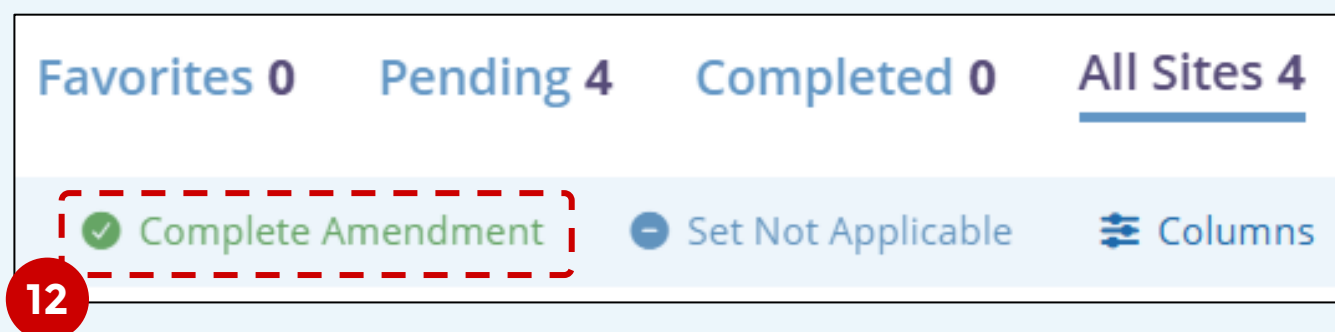 Favorites 0 Pending 4 Completed 0 All Sites 4
Complete Amendment Set Not Applicable Columns
12